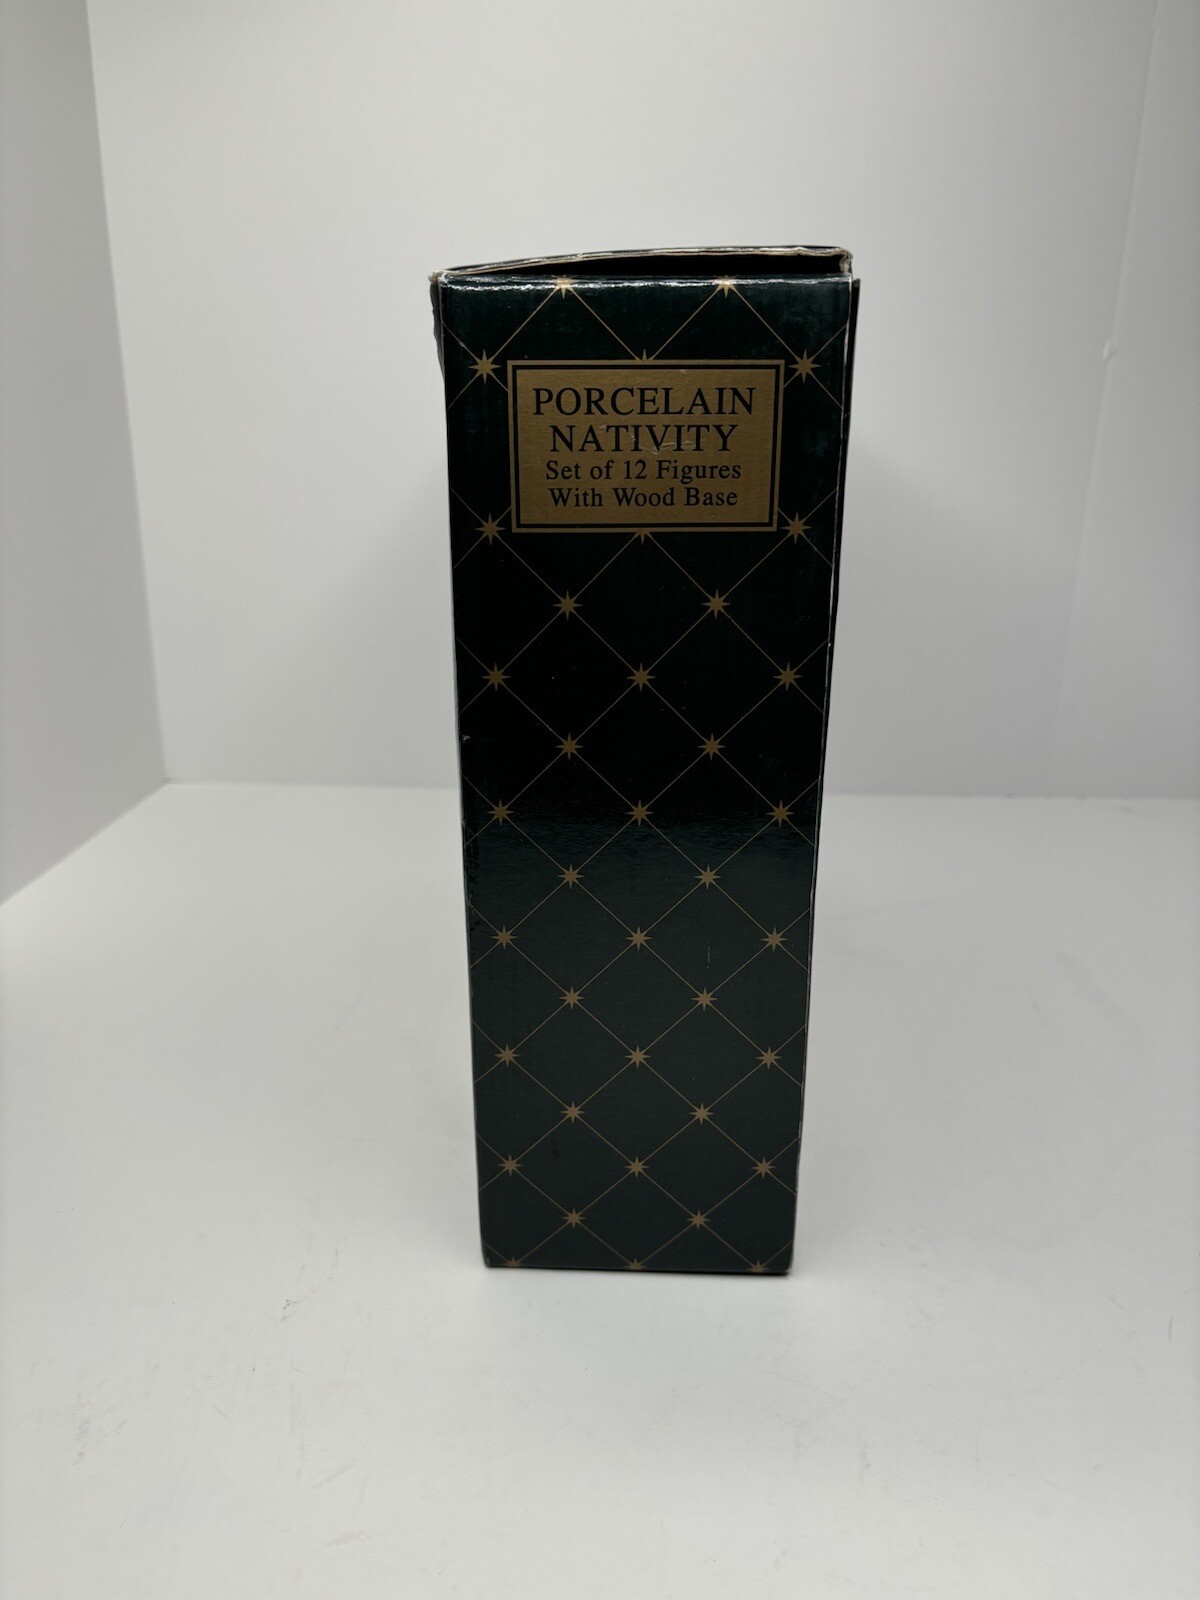 PORCELAIN
NATIVITY
Set of 12 Figures
With Wood Base